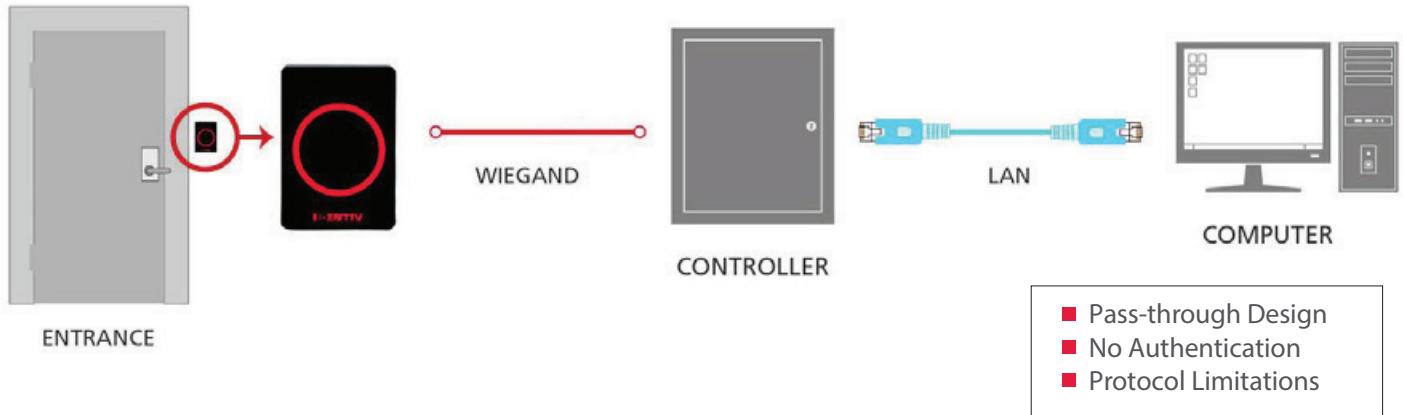 WIEGAND
LAN
COMPUTER
CONTROLLER
ENTRANCE
Pass-through Design
No Authentication
Protocol Limitations